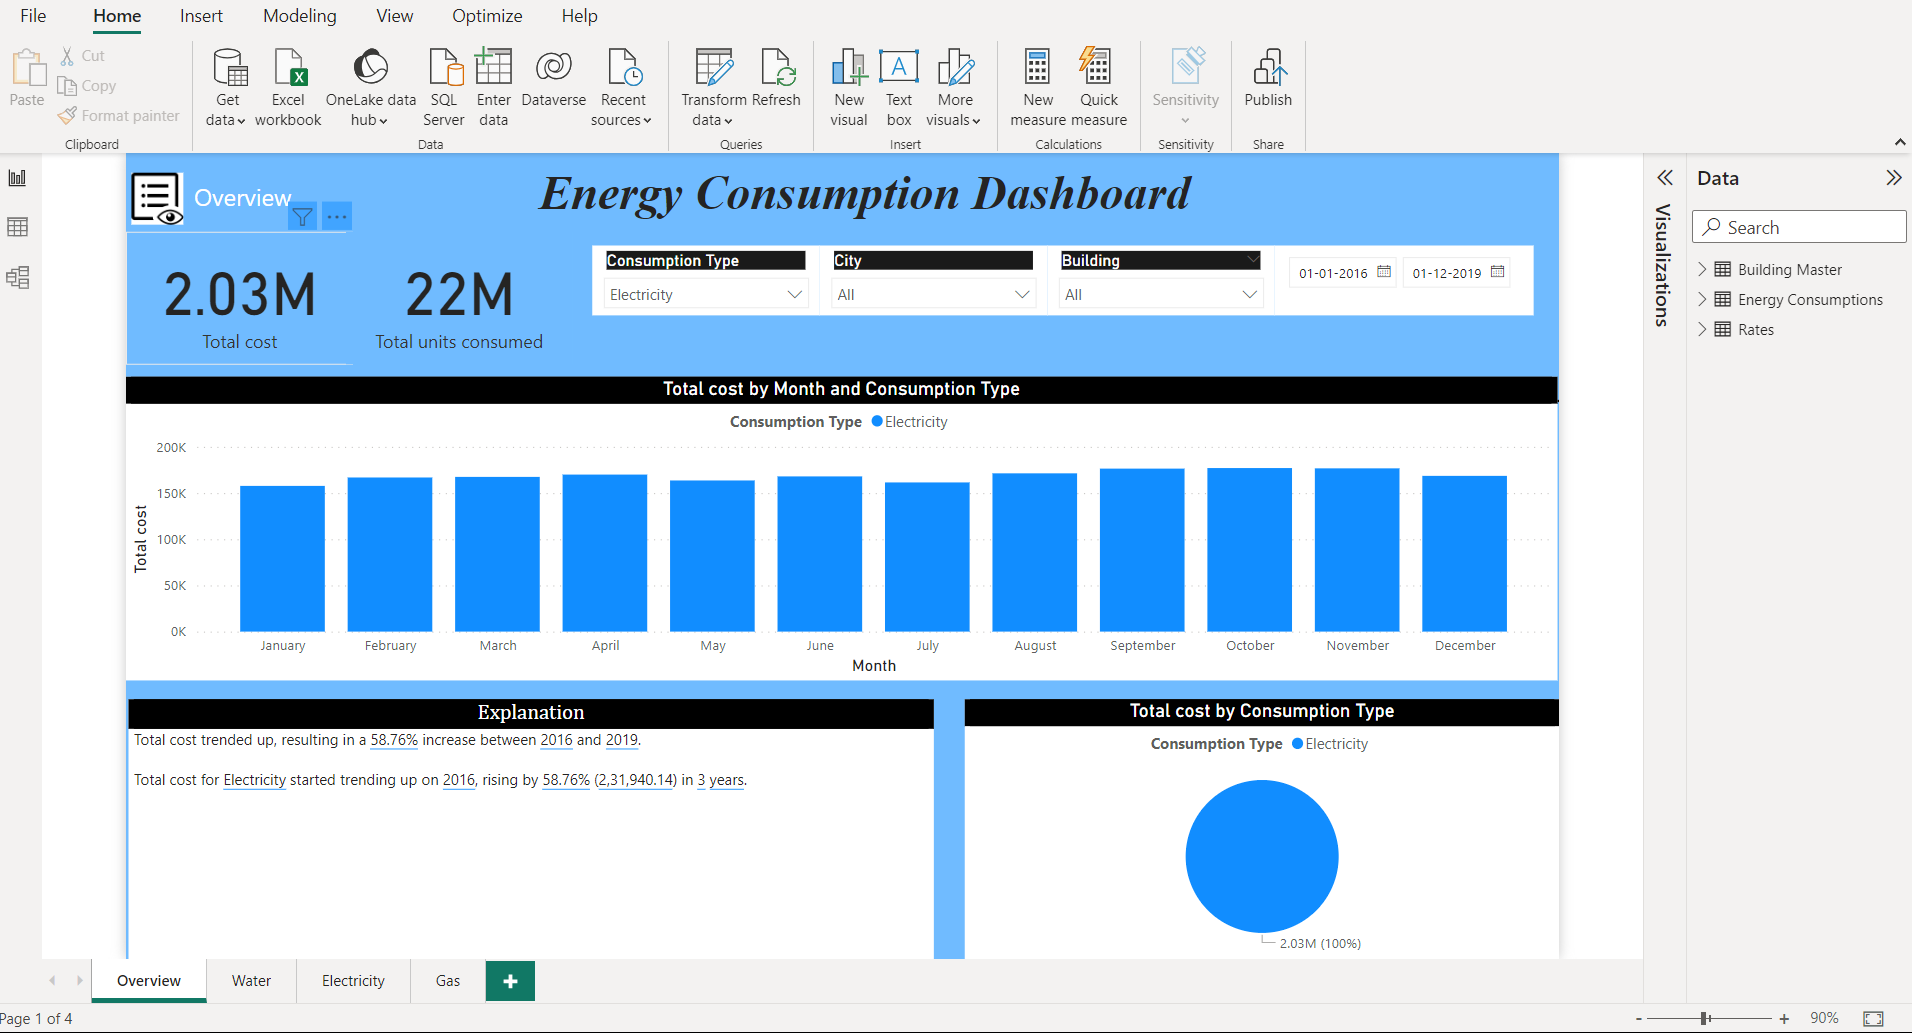 File Home Insert Modeling View Optimize Help
Paste
Cut
Copy
Format painter
Clipboard
Get data
Excel workbook
OneLake data hub
SQL Server
Enter data
Dataverse
Recent sources
Data
Transform data
Refresh
Queries
New visual
A
Text box
More visuals
Insert
New measure
Quick measure
Calculations
Sensitivity
Sensitivity
Publish
Share
Overview
Energy Consumption Dashboard
2.03M
Total cost
22M
Total units consumed
Consumption Type
Electricity
City
All
Building
All
01-01-2016
01-12-2019
Total cost by Month and Consumption Type
Consumption Type Electricity
Total cost
200K
150K
100K
50K
0K
January February March April May June July August September October November December
Month
Explanation
Total cost trended up, resulting in a 58.76% increase between 2016 and 2019.
Total cost for Electricity started trending up on 2016, rising by 58.76% (2,31,940.14) in 3 years.
Total cost by Consumption Type
Consumption Type Electricity
2.03M (100%)
Visualizations
Data
Search
Building Master
Energy Consumptions
Rates
Overview Water Electricity Gas +
Page 1 of 4
- + 90%